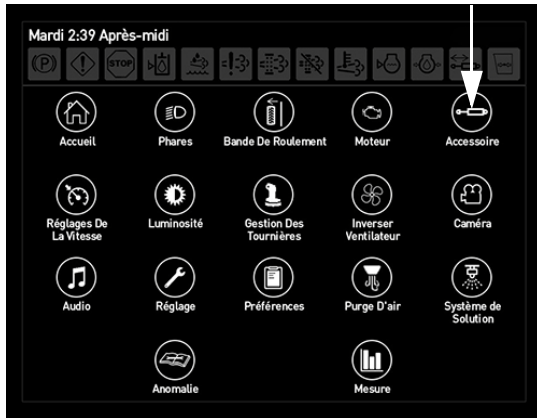 Mardi 2:39 Après-midi
(P) STOP
Accueil Phares Bande De Roulement Moteur Accessoire
Réglages De La Vitesse Luminosité Gestion Des Tournières Inverser Ventilateur Caméra
Audio Réglage Préférences Purge D'air Système de Solution
Anomalie Mesure